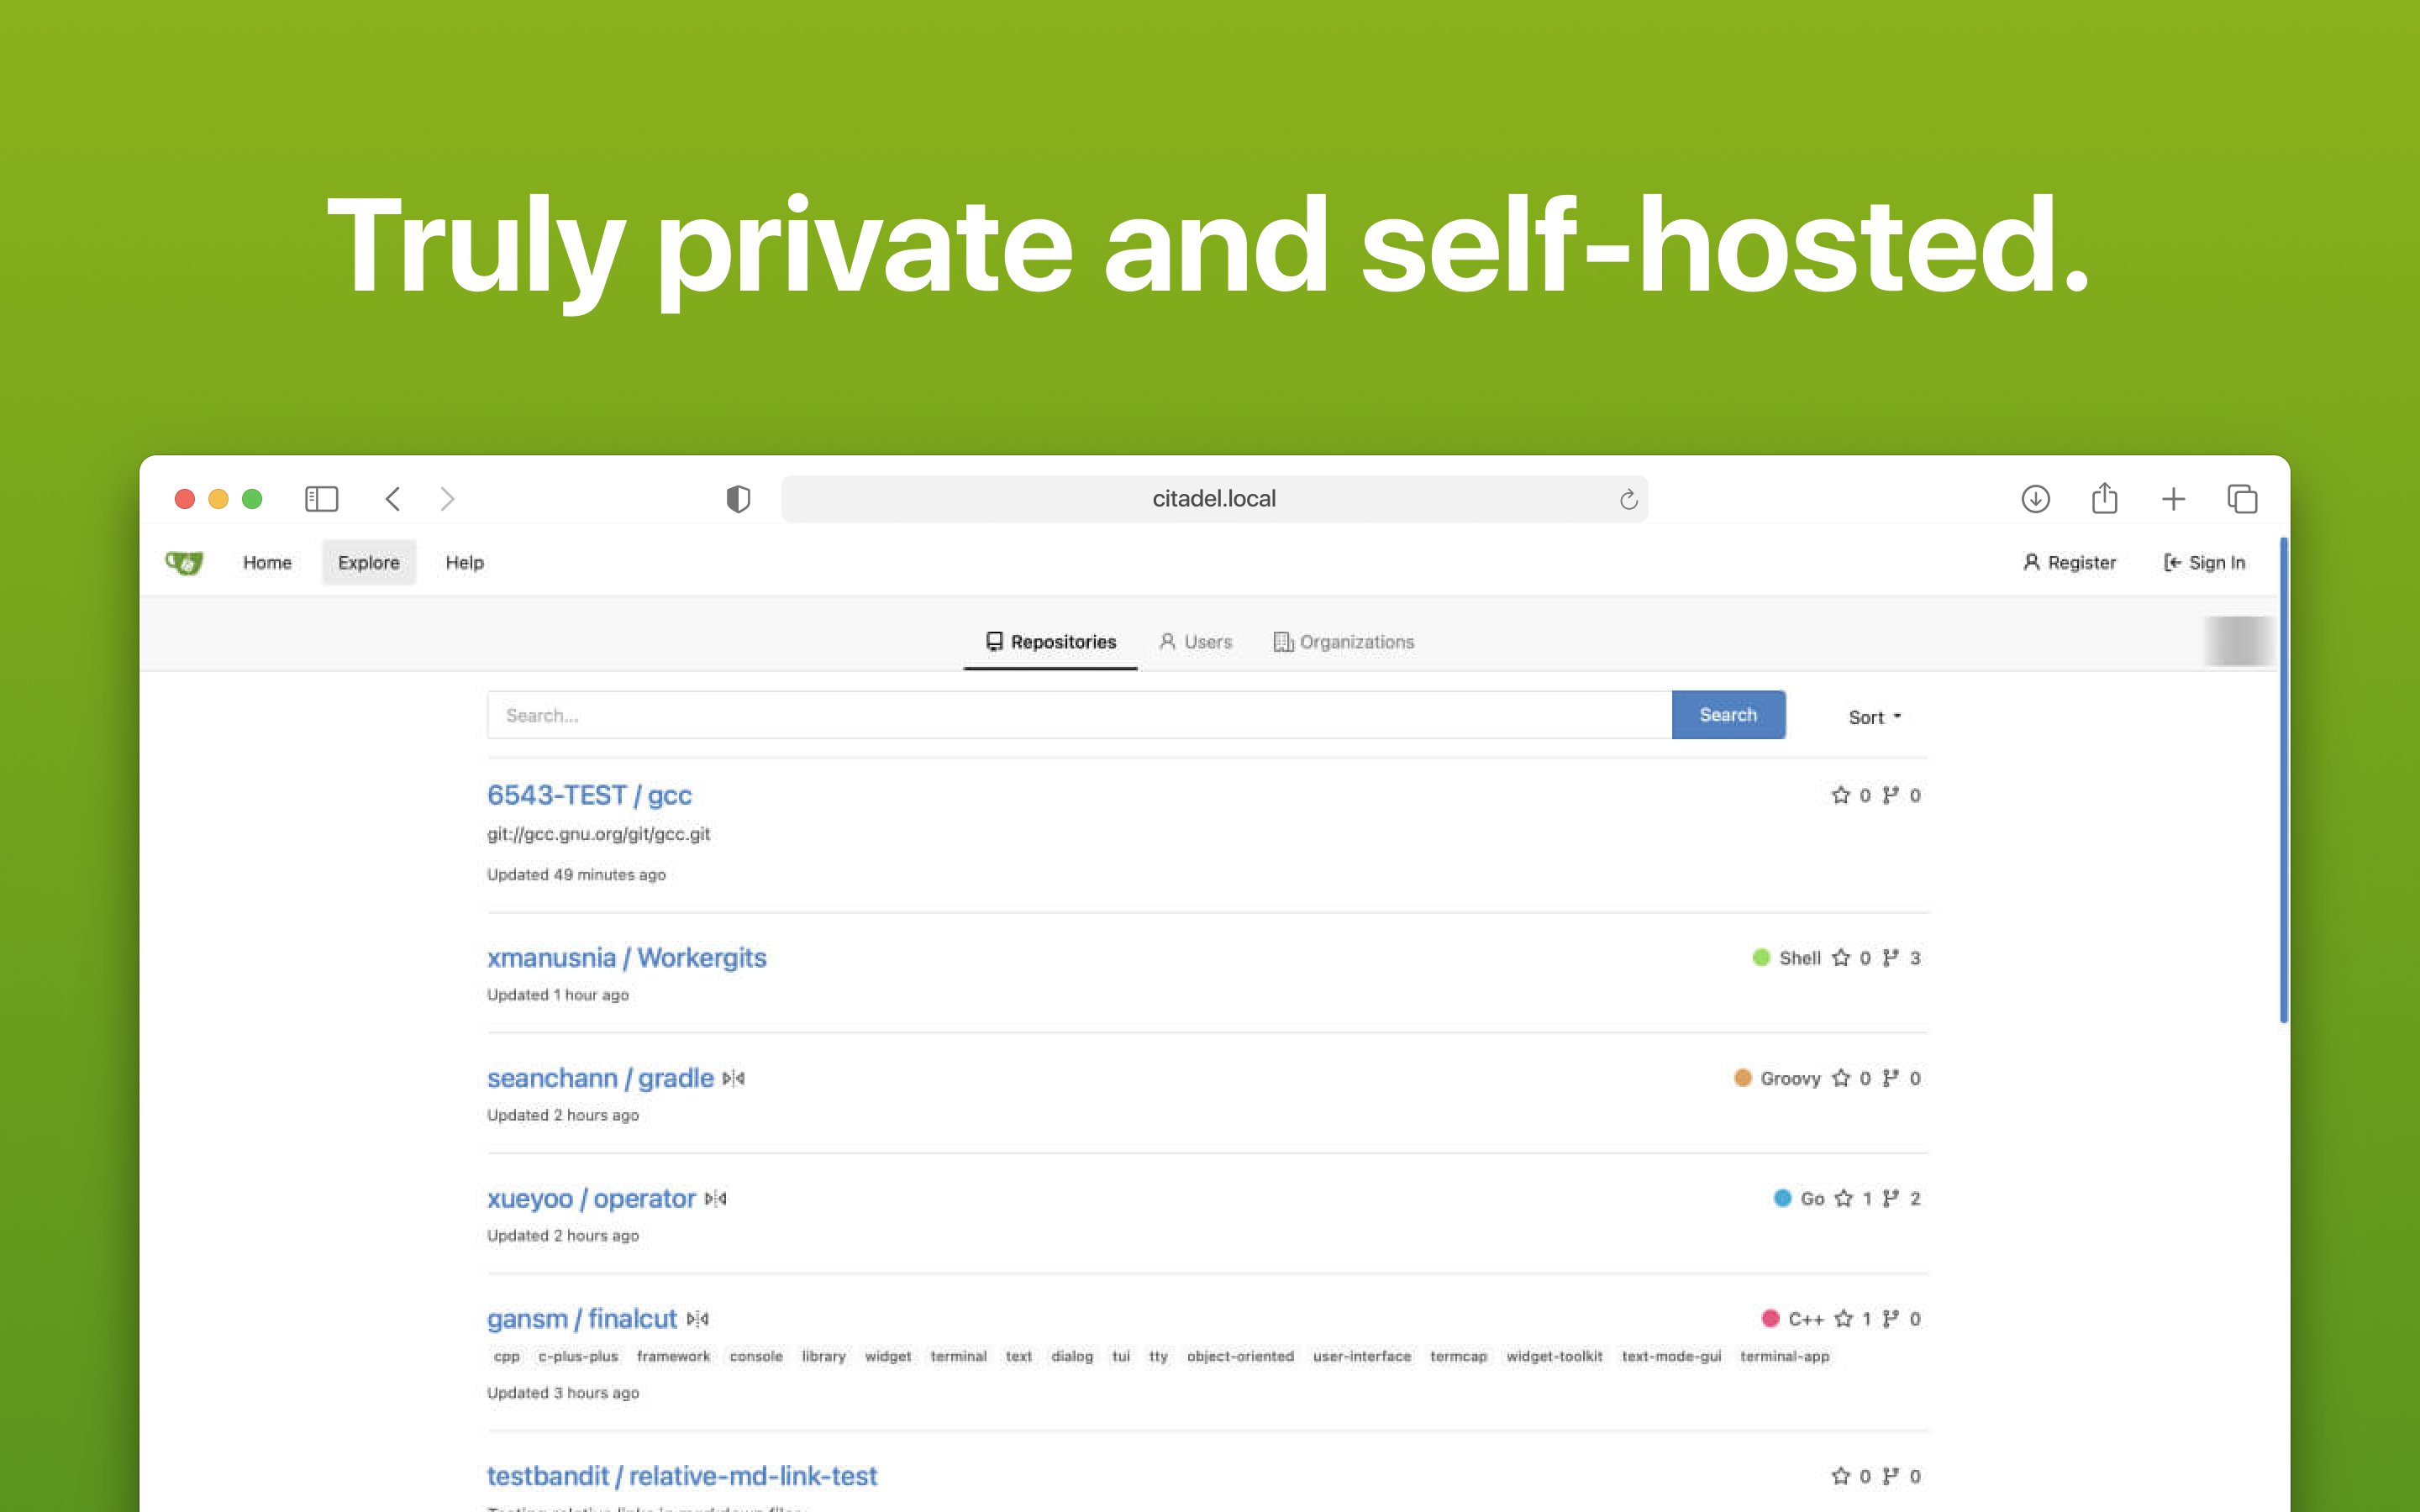 Truly private and self-hosted.
citadel.local
Home Explore Help Register Sign In
Repositories Users Organizations
Search... Search Sort
6543-TEST / gcc 0 0
git://gcc.gnu.org/git/gcc.git
Updated 49 minutes ago
xmanusnia / Workergits Shell 0 3
Updated 1 hour ago
seanchann / gradle Groovy 0 0
Updated 2 hours ago
xueyoo / operator Go 1 2
Updated 2 hours ago
gansm / finalcut C++ 1 0
cpp c-plus-plus framework console library widget terminal text dialog tui tty object-oriented user-interface termcap widget-toolkit text-mode-gui terminal-app
Updated 3 hours ago
testbandit / relative-md-link-test 0 0